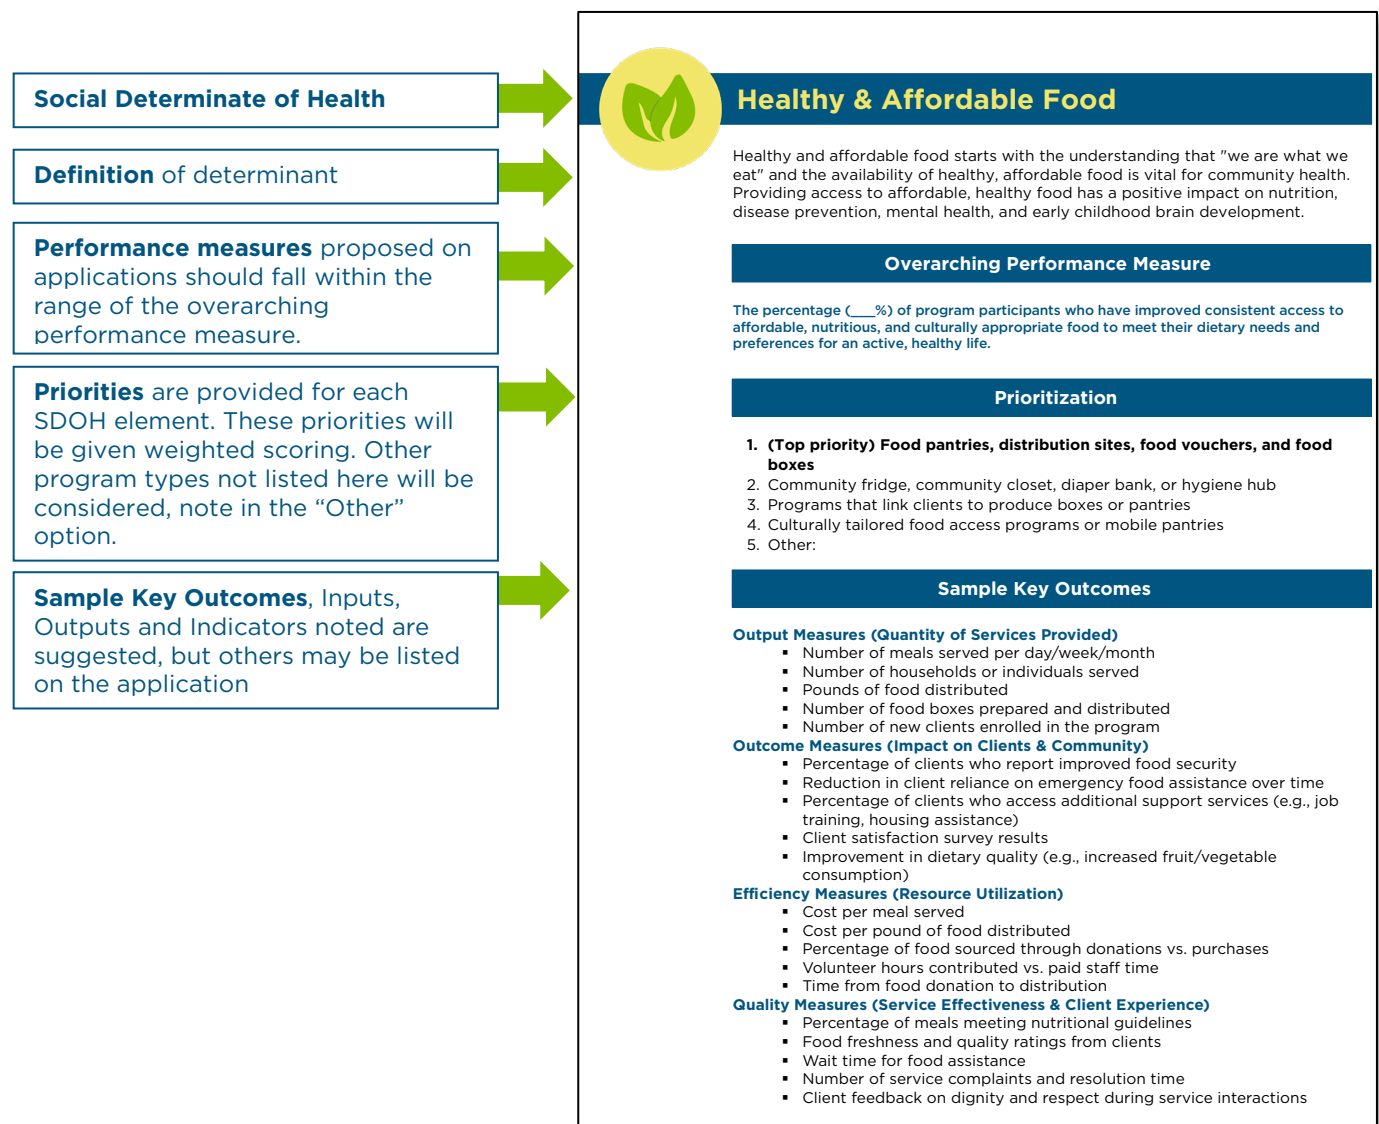 Social Determinate of Health
Definition of determinant
Performance measures proposed on
applications should fall within the
range of the overarching
performance measure.
Priorities are provided for each
SDOH element. These priorities will
be given weighted scoring. Other
program types not listed here will be
considered, note in the “Other”
option.
Sample Key Outcomes, Inputs,
Outputs and Indicators noted are
suggested, but others may be listed
on the application
Healthy & Affordable Food
Healthy and affordable food starts with the understanding that "we are what we
eat" and the availability of healthy, affordable food is vital for community health.
Providing access to affordable, healthy food has a positive impact on nutrition,
disease prevention, mental health, and early childhood brain development.
Overarching Performance Measure
The percentage (___%) of program participants who have improved consistent access to
affordable, nutritious, and culturally appropriate food to meet their dietary needs and
preferences for an active, healthy life.
Prioritization
1. (Top priority) Food pantries, distribution sites, food vouchers, and food
boxes
2. Community fridge, community closet, diaper bank, or hygiene hub
3. Programs that link clients to produce boxes or pantries
4. Culturally tailored food access programs or mobile pantries
5. Other:
Sample Key Outcomes
Output Measures (Quantity of Services Provided)
▪ Number of meals served per day/week/month
▪ Number of households or individuals served
▪ Pounds of food distributed
▪ Number of food boxes prepared and distributed
▪ Number of new clients enrolled in the program
Outcome Measures (Impact on Clients & Community)
▪ Percentage of clients who report improved food security
▪ Reduction in client reliance on emergency food assistance over time
▪ Percentage of clients who access additional support services (e.g., job
training, housing assistance)
▪ Client satisfaction survey results
▪ Improvement in dietary quality (e.g., increased fruit/vegetable
consumption)
Efficiency Measures (Resource Utilization)
▪ Cost per meal served
▪ Cost per pound of food distributed
▪ Percentage of food sourced through donations vs. purchases
▪ Volunteer hours contributed vs. paid staff time
▪ Time from food donation to distribution
Quality Measures (Service Effectiveness & Client Experience)
▪ Percentage of meals meeting nutritional guidelines
▪ Food freshness and quality ratings from clients
▪ Wait time for food assistance
▪ Number of service complaints and resolution time
▪ Client feedback on dignity and respect during service interactions